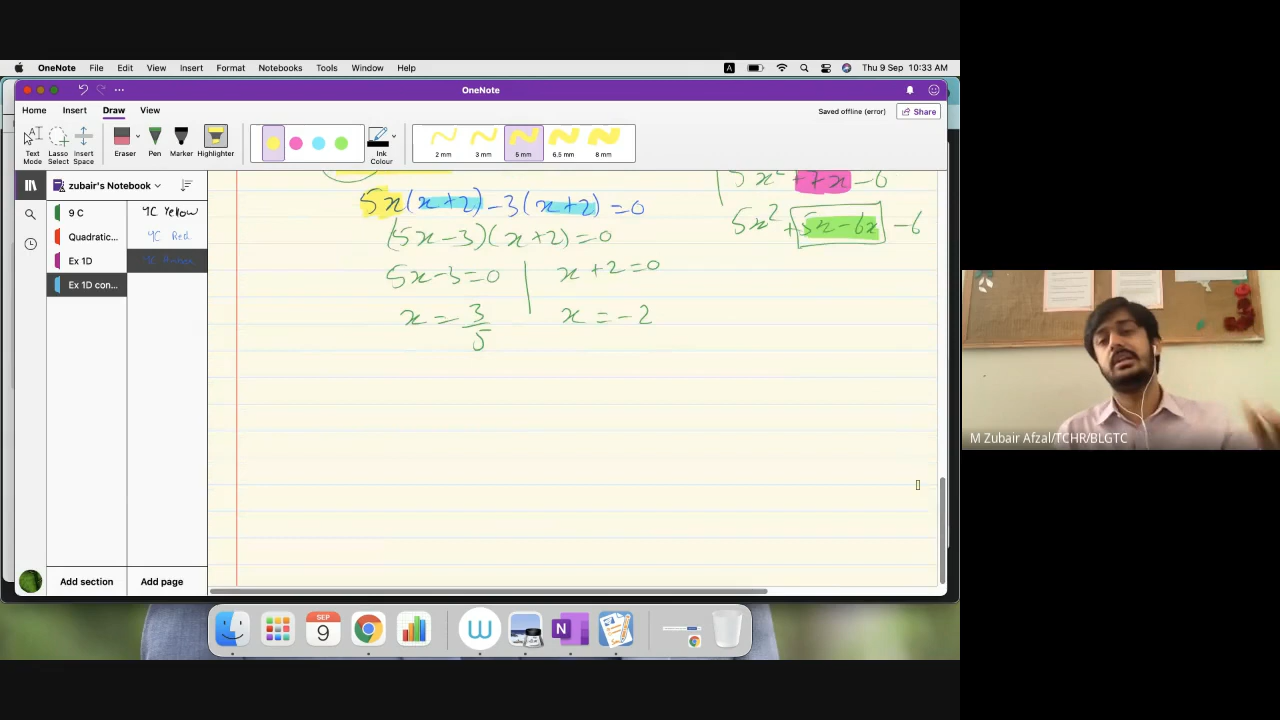 OneNote File Edit View Insert Format Notebooks Tools Window Help
A Thu 9 Sep 10:33 AM
OneNote
Home Insert Draw View
Saved offline (error) Share
Text Mode
Lasso Select
Insert Space
Eraser
Pen
Marker
Highlighter
Ink Colour
2 mm 3 mm 5 mm 6.5 mm 8 mm
zubair's Notebook
9 C
Quadratic...
Ex 1D
Ex 1D con...
9C Yellow
9C Red
Add section
Add page
5x(x+2)-3(x+2)=0
(5x-3)(x+2)=0
5x-3=0 | x+2=0
x=3/5 x=-2
5x²+7x-6
5x²+5x-6x-6
M Zubair Afzal/TCHR/BLGTC
SEP
9